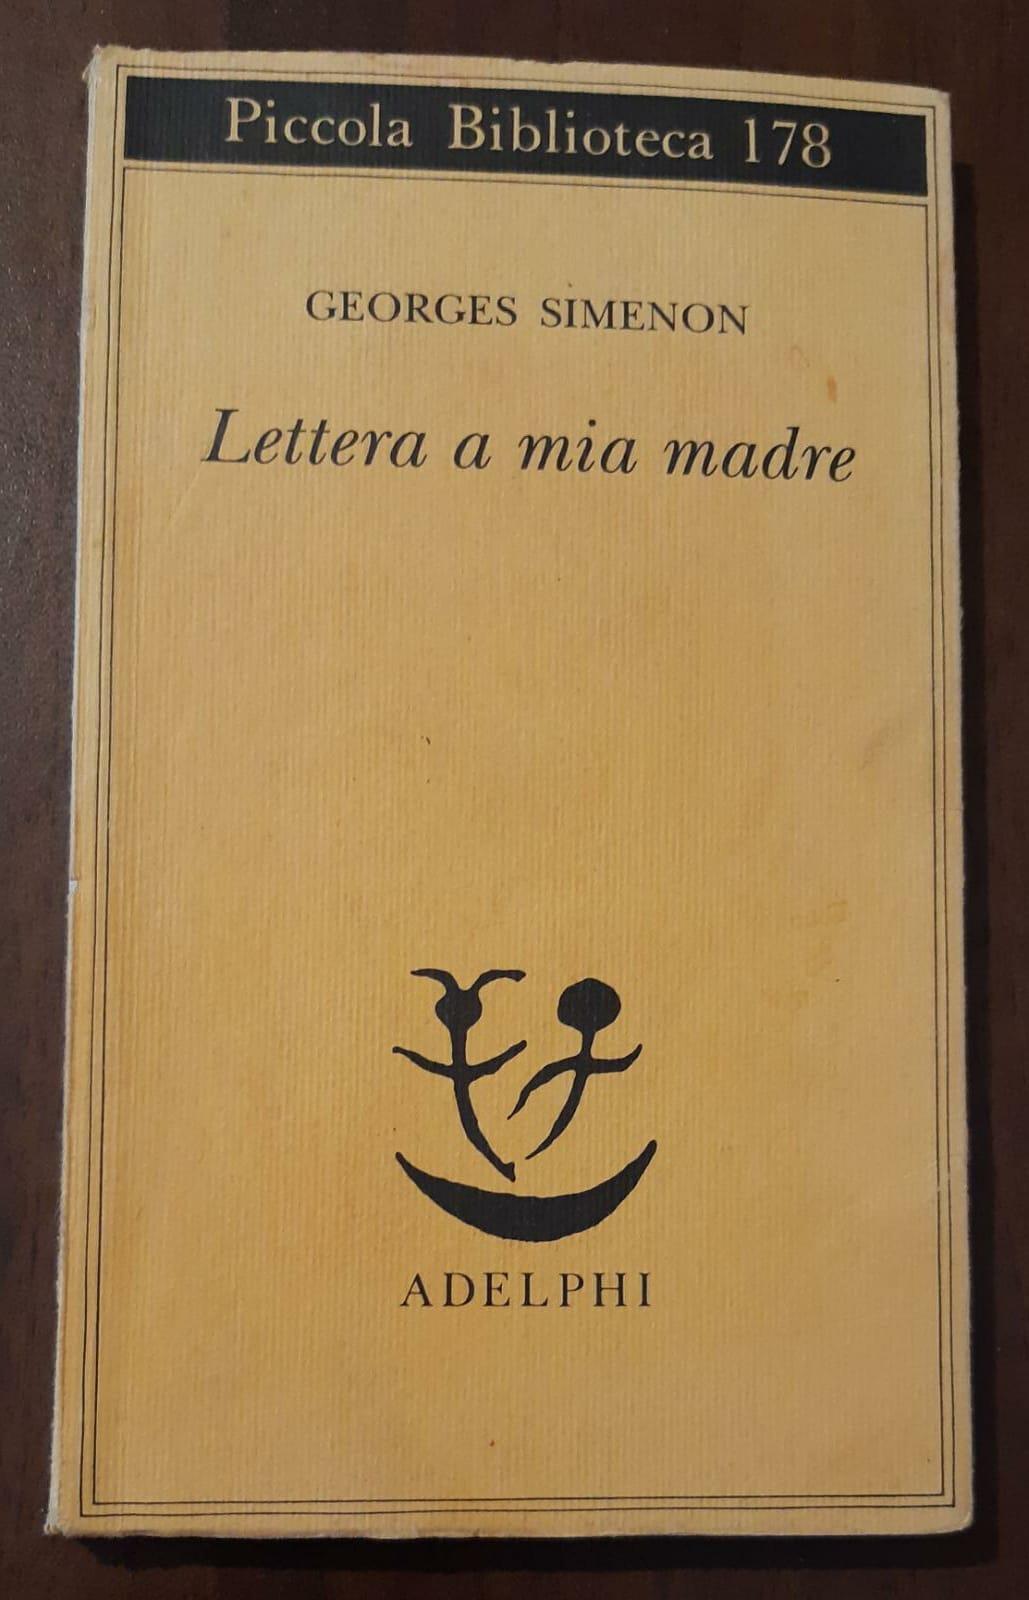 Piccola Biblioteca 178
GEORGES SIMENON
Lettera a mia madre
ADELPHI